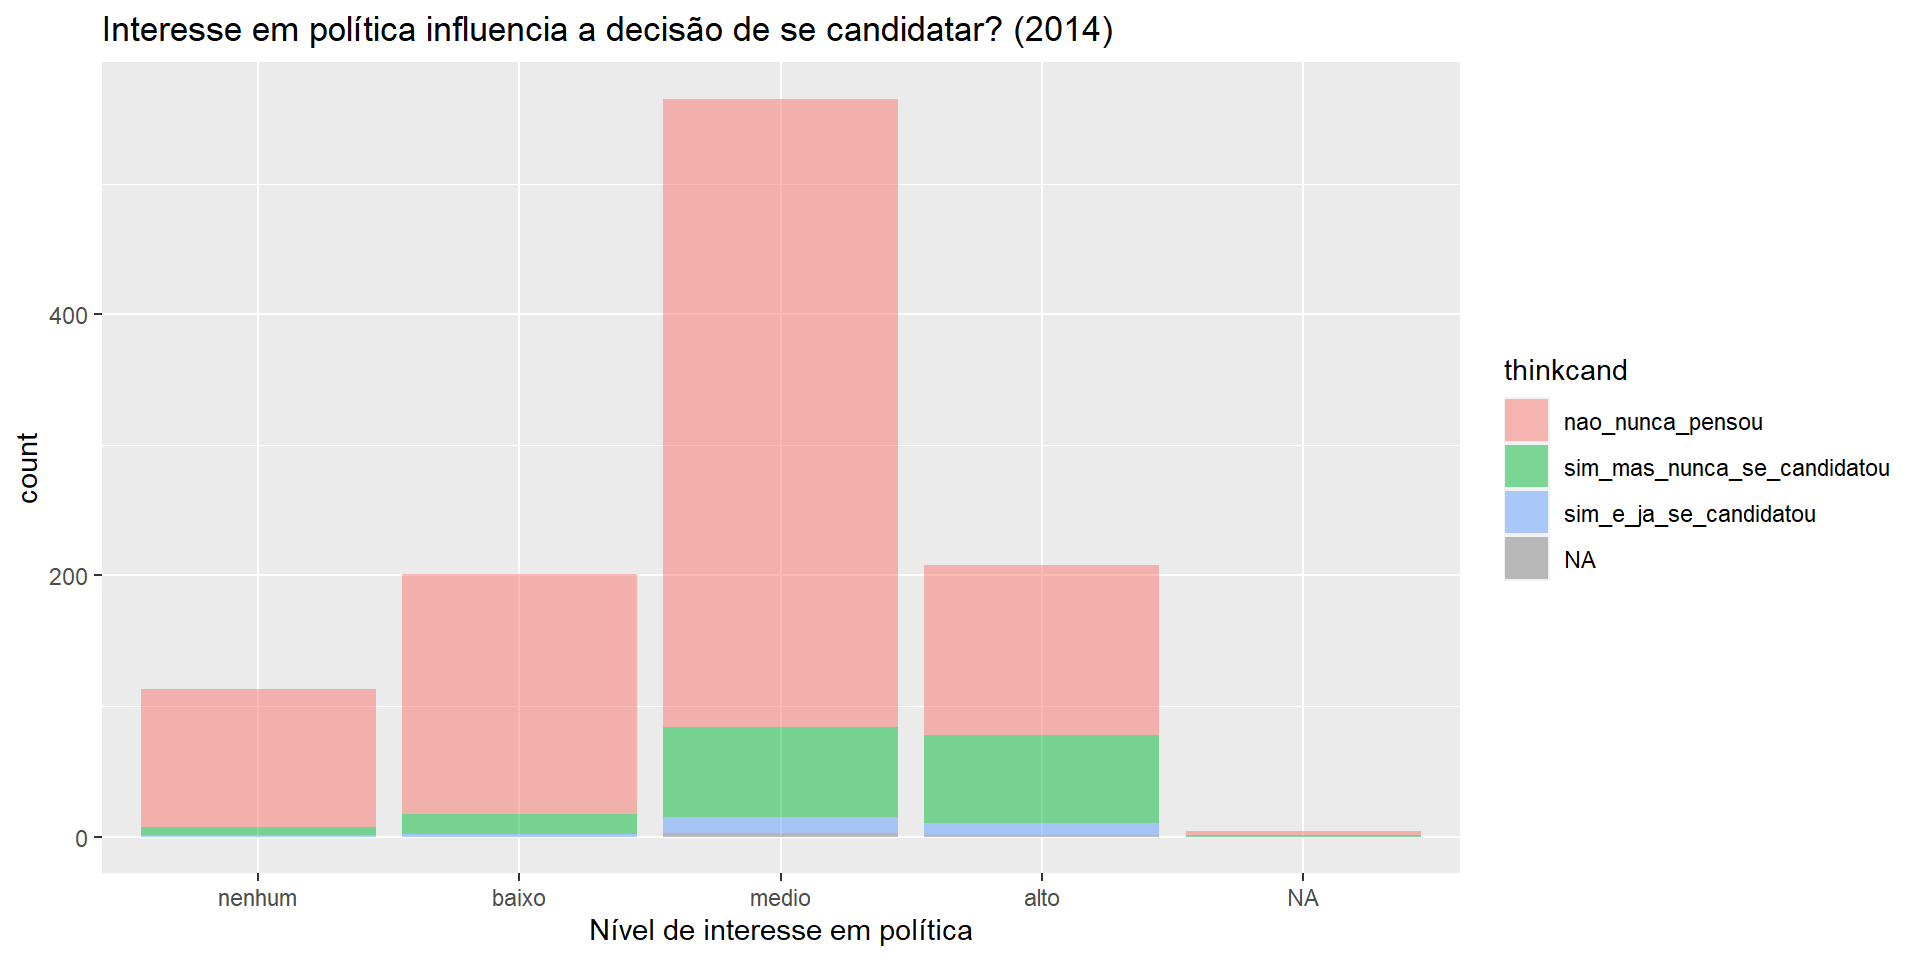 Interesse em política influencia a decisão de se candidatar? (2014)
count
400
200
0
nenhum
baixo
medio
alto
NA
Nível de interesse em política
thinkcand
nao_nunca_pensou
sim_mas_nunca_se_candidatou
sim_e_ja_se_candidatou
NA